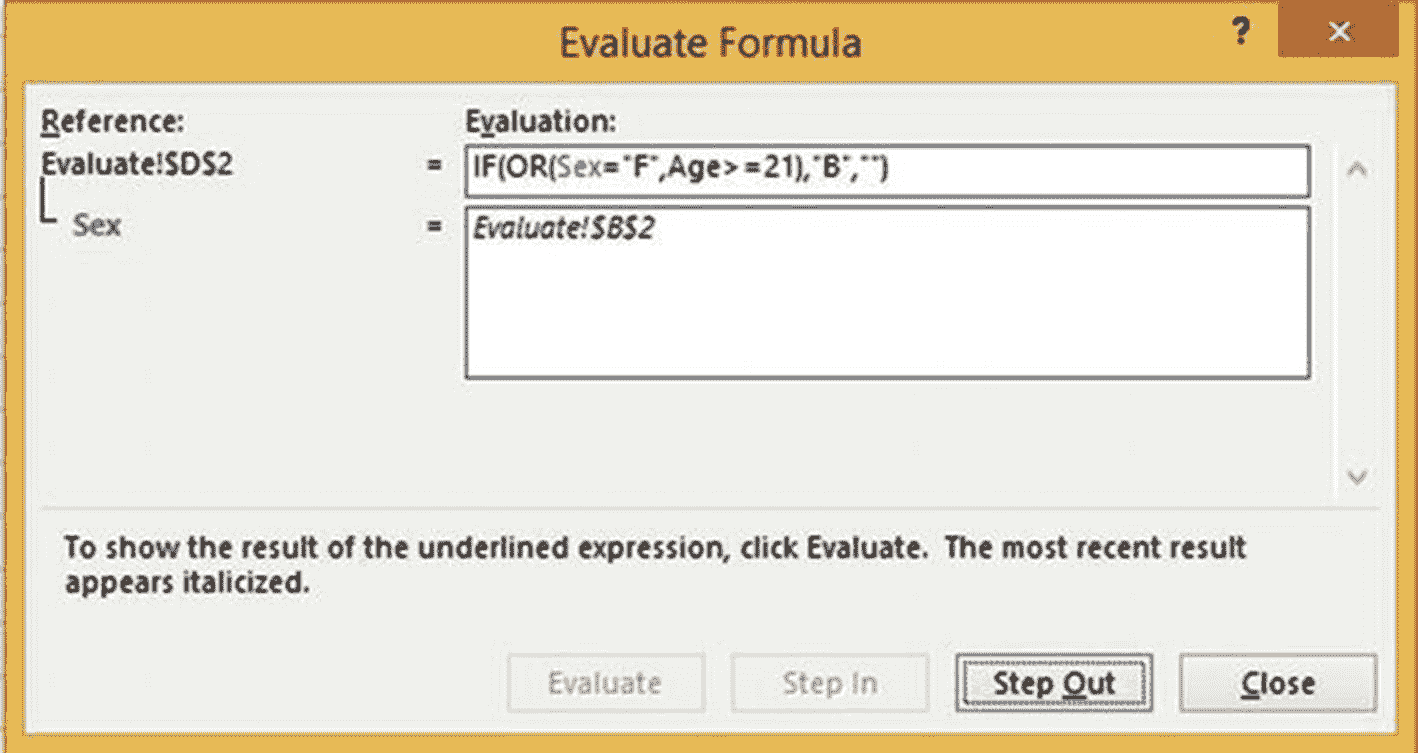 Evaluate Formula
? ×
Reference: Evaluation:
Evaluate!$D$2 = IF(OR(Sex="F",Age>=21),"B","")
Sex = Evaluate!$B$2
To show the result of the underlined expression, click Evaluate. The most recent result
appears italicized.
Evaluate Step In Step Out Close